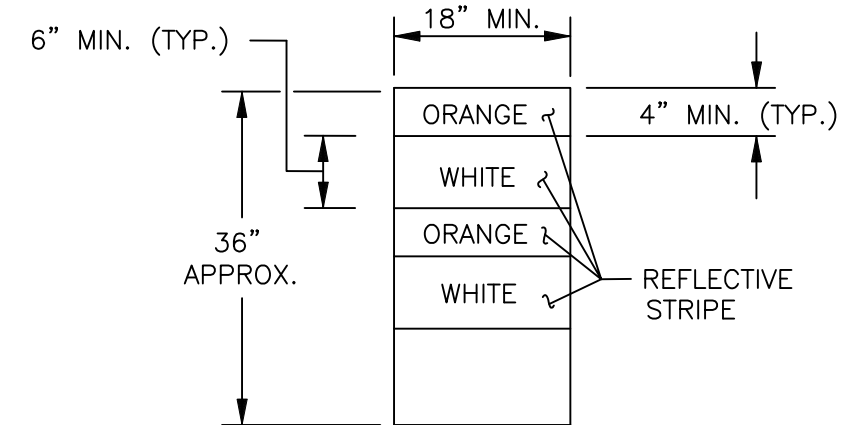 18” MIN.
6” MIN. (TYP.)
ORANGE
4” MIN. (TYP.)
WHITE
ORANGE
36”
APPROX.
WHITE
REFLECTIVE
STRIPE